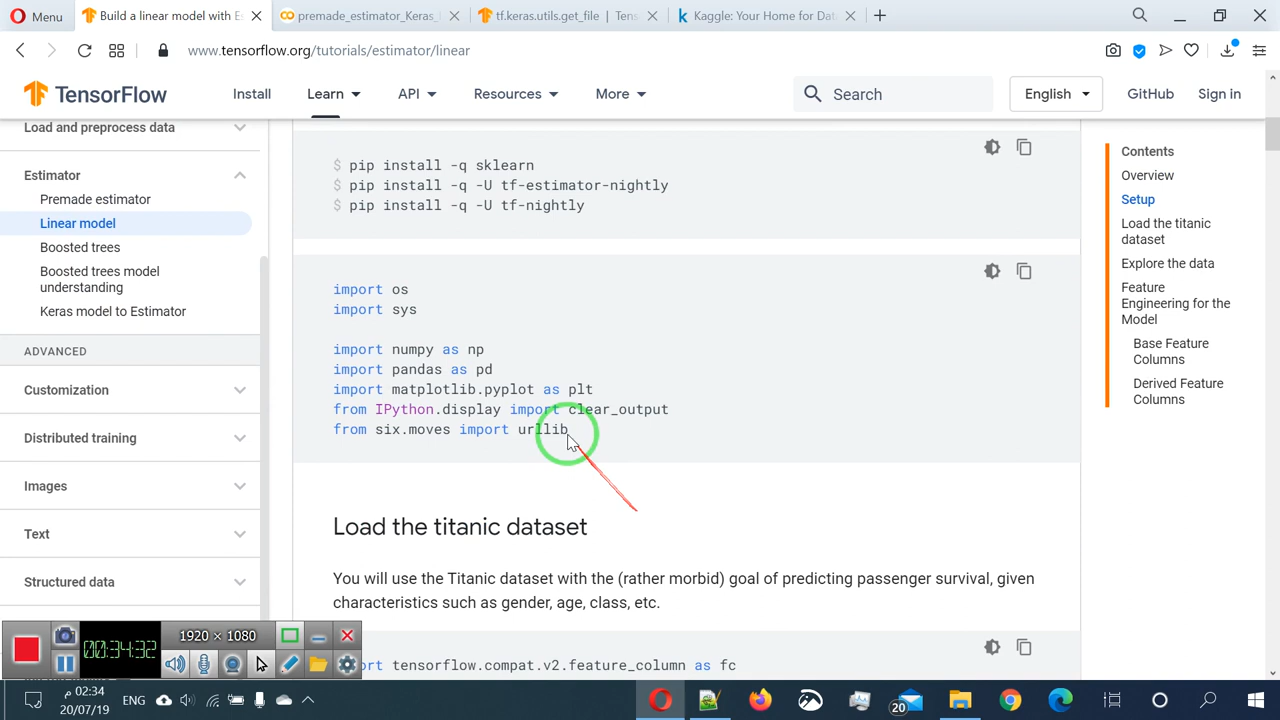 Menu
Build a linear model with Es
premade_estimator_Keras_
tf.keras.utils.get_file | Tens
Kaggle: Your Home for Dat
www.tensorflow.org/tutorials/estimator/linear
TensorFlow
Install
Learn
API
Resources
More
Search
English
GitHub
Sign in
Load and preprocess data
Estimator
Premade estimator
Linear model
Boosted trees
Boosted trees model
understanding
Keras model to Estimator
ADVANCED
Customization
Distributed training
Images
Text
Structured data
$ pip install -q sklearn
$ pip install -q -U tf-estimator-nightly
$ pip install -q -U tf-nightly
import os
import sys
import numpy as np
import pandas as pd
import matplotlib.pyplot as plt
from IPython.display import clear_output
from six.moves import urllib
Load the titanic dataset
You will use the Titanic dataset with the (rather morbid) goal of predicting passenger survival, given
characteristics such as gender, age, class, etc.
ort tensorflow.compat.v2.feature_column as fc
Contents
Overview
Setup
Load the titanic
dataset
Explore the data
Feature
Engineering for the
Model
Base Feature
Columns
Derived Feature
Columns
00:34:32
1920 × 1080
02:34 م
20/07/19
ENG
20